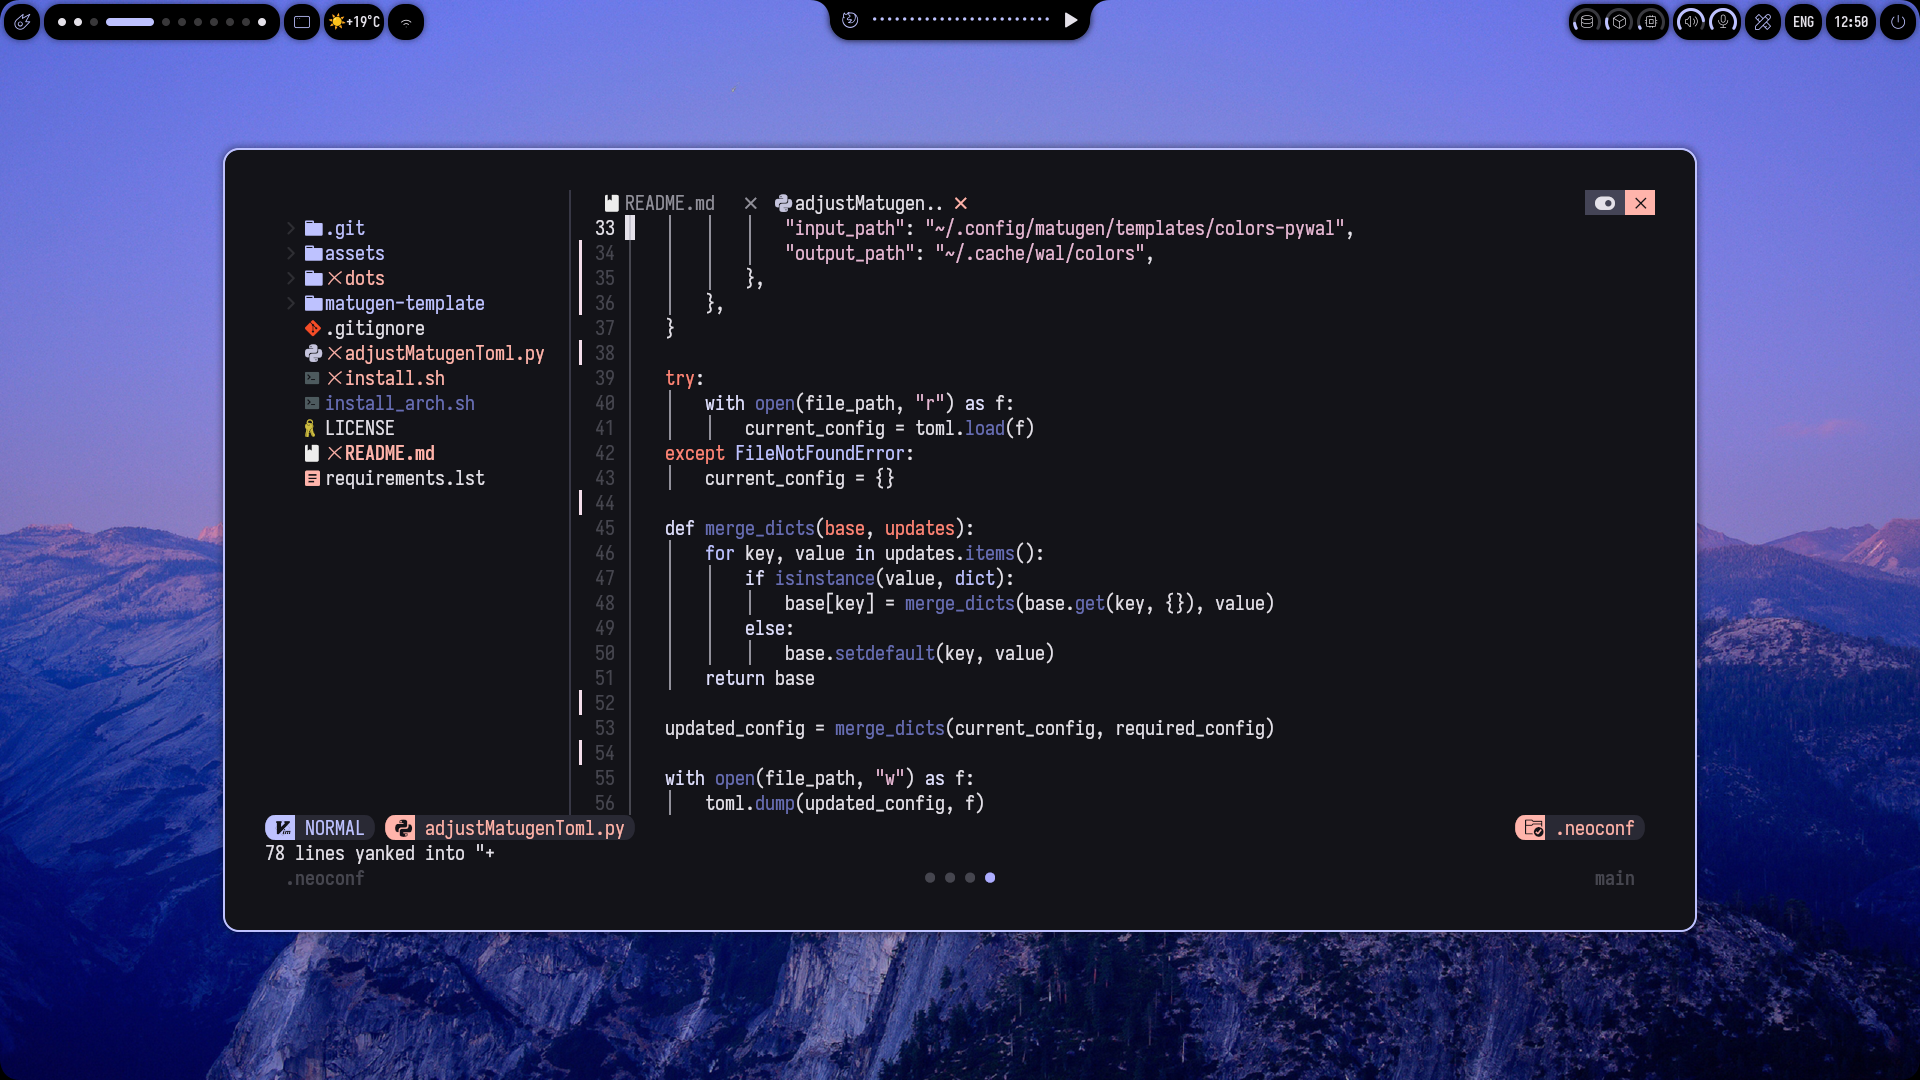 +19°C
ENG
12:50
README.md
adjustMatugen..
.git
assets
dots
matugen-template
.gitignore
adjustMatugenToml.py
install.sh
install_arch.sh
LICENSE
README.md
requirements.lst
33 "input_path": "~/.config/matugen/templates/colors-pywal",
34 "output_path": "~/.cache/wal/colors",
35 },
36 },
37 }
38
39 try:
40 with open(file_path, "r") as f:
41 current_config = toml.load(f)
42 except FileNotFoundError:
43 current_config = {}
44
45 def merge_dicts(base, updates):
46 for key, value in updates.items():
47 if isinstance(value, dict):
48 base[key] = merge_dicts(base.get(key, {}), value)
49 else:
50 base.setdefault(key, value)
51 return base
52
53 updated_config = merge_dicts(current_config, required_config)
54
55 with open(file_path, "w") as f:
56 toml.dump(updated_config, f)
NORMAL adjustMatugenToml.py
.neoconf
78 lines yanked into "+
.neoconf
main